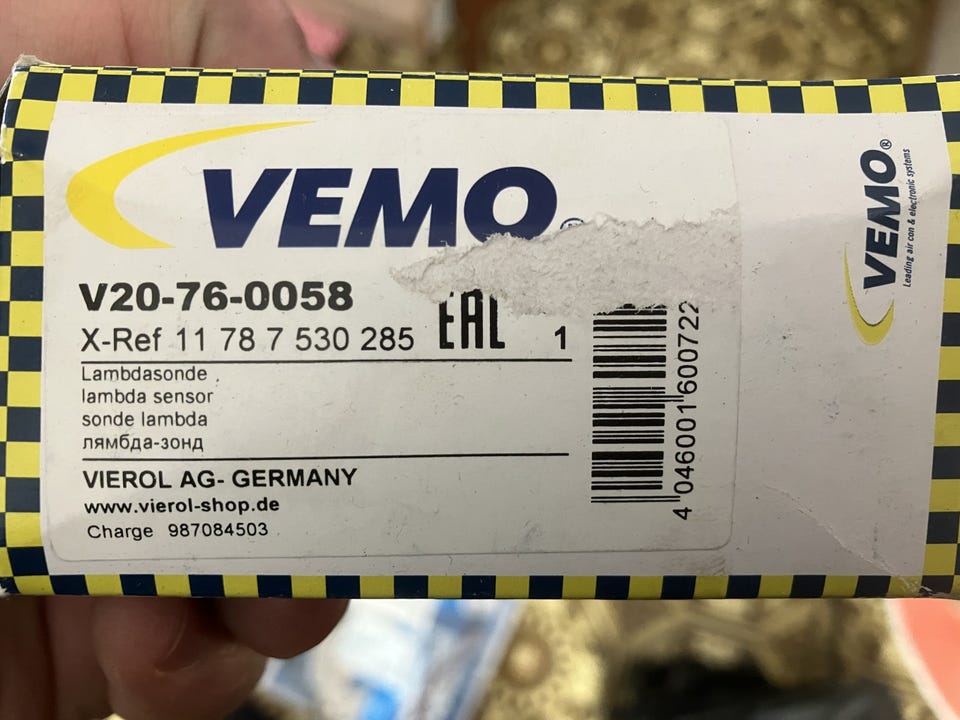 VEMO
V20-76-0058
X-Ref 11 78 7 530 285
EAC 1
Lambdasonde
lambda sensor
sonde lambda
лямбда-зонд
VIEROL AG- GERMANY
www.vierol-shop.de
Charge 987084503
4 046001 600722
VEMO®
Leading air con & electronic systems